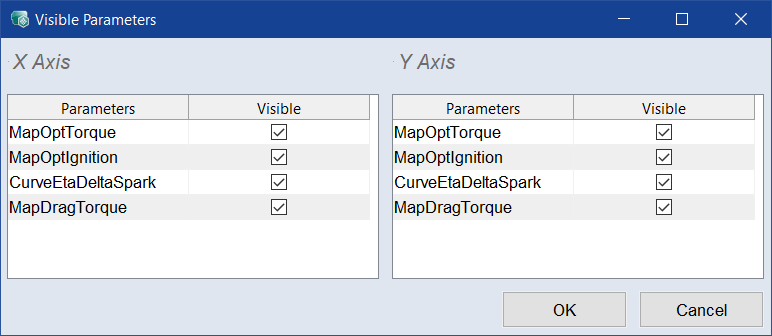 Visible Parameters
X Axis
Y Axis
Parameters Visible
MapOptTorque
MapOptIgnition
CurveEtaDeltaSpark
MapDragTorque
Parameters Visible
MapOptTorque
MapOptIgnition
CurveEtaDeltaSpark
MapDragTorque
OK
Cancel